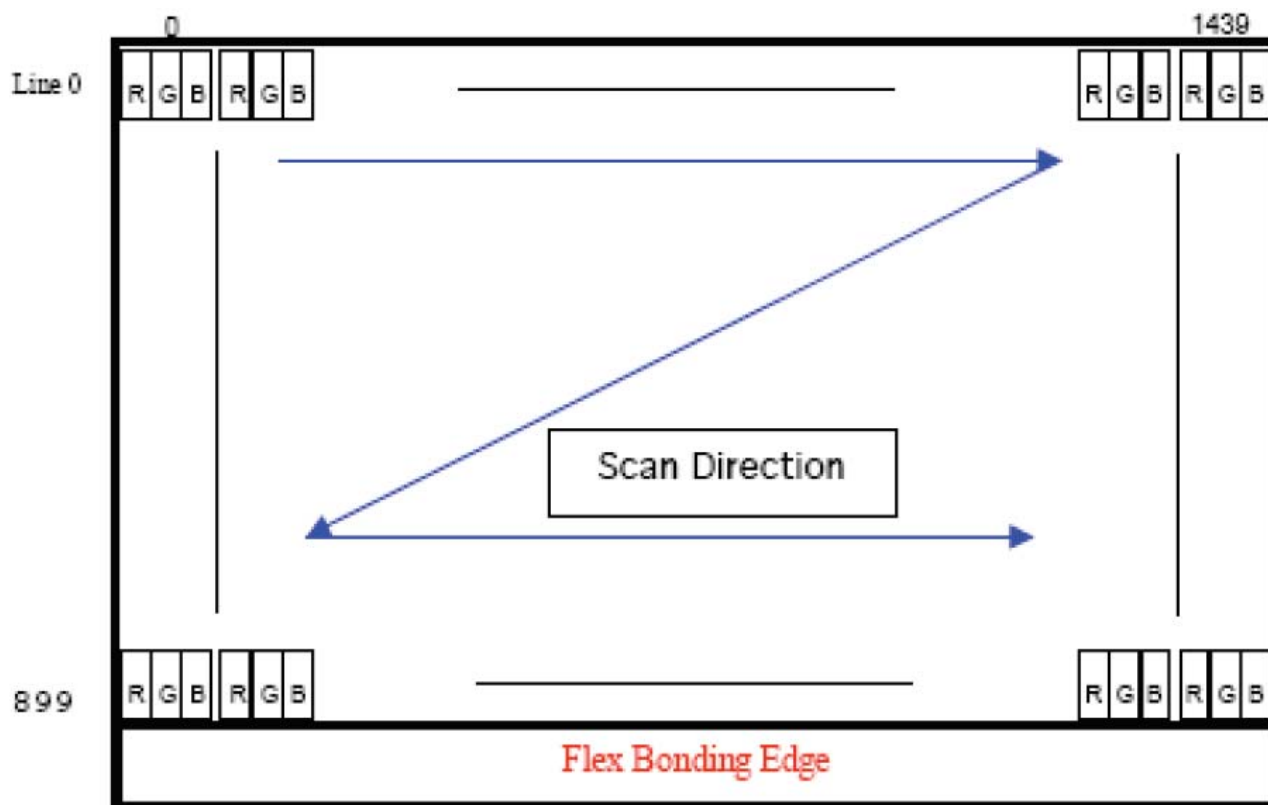 0 1439
Line 0 R G B R G B R G B R G B
Scan Direction
899 R G B R G B R G B R G B
Flex Bonding Edge